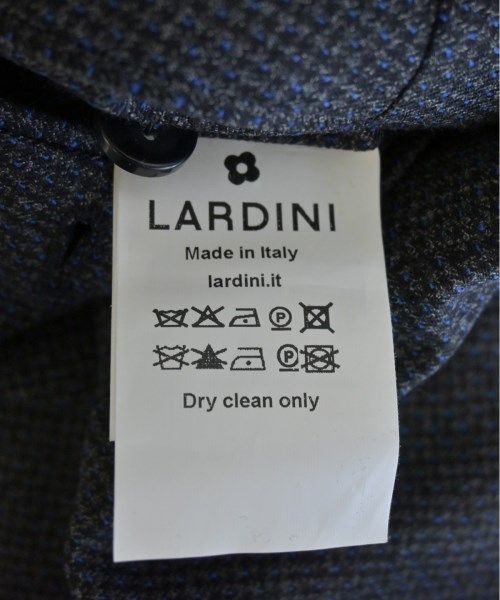 LARDINI
Made in Italy
lardini.it
P
P
Dry clean only